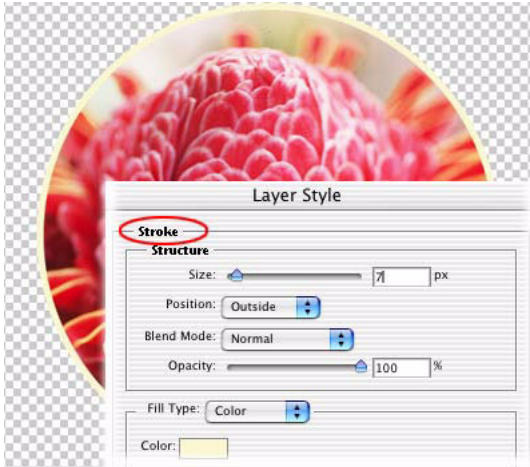 Layer Style
Stroke
Structure
Size: 7 px
Position: Outside
Blend Mode: Normal
Opacity: 100 %
Fill Type: Color
Color: